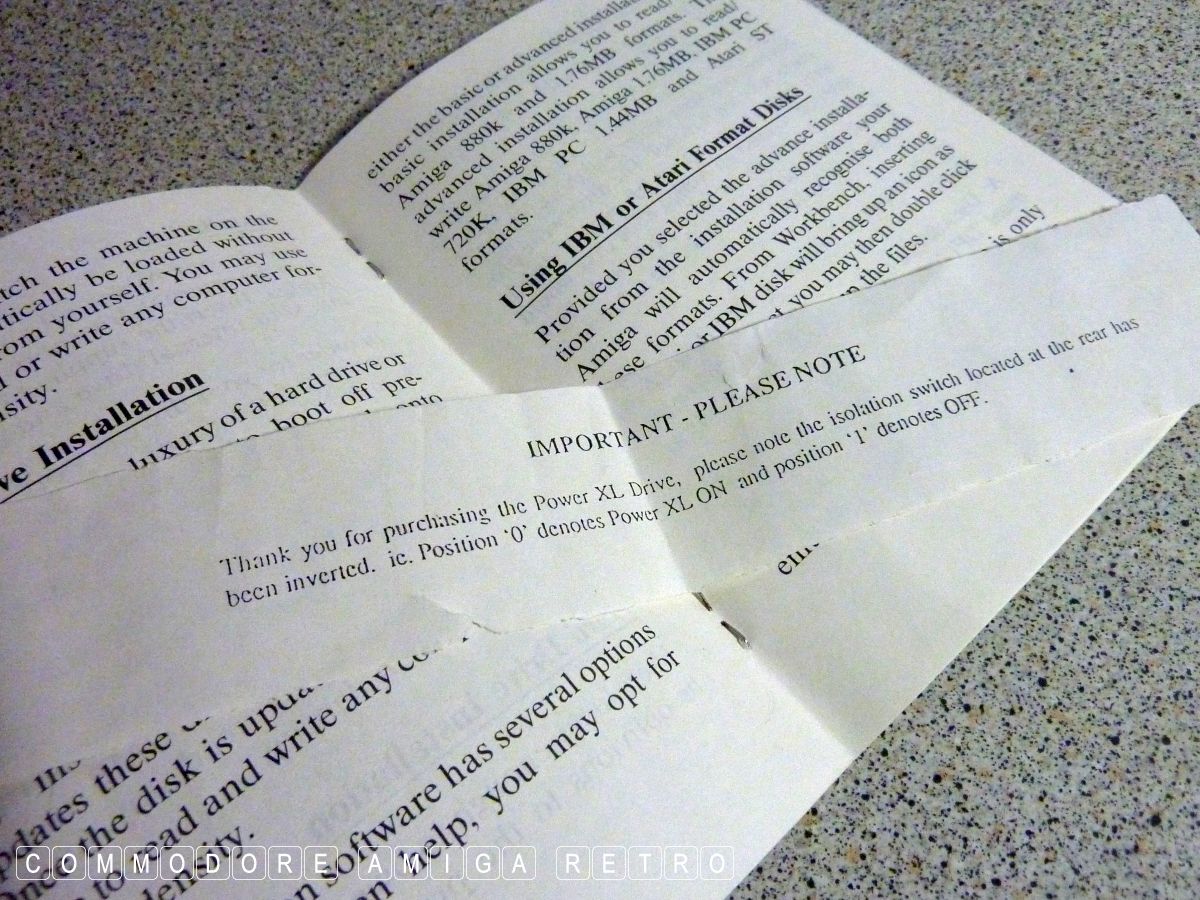 tch the machine on the
tically be loaded without
rom yourself. You may use
l or write any computer for-
sity.
ve Installation
luxury of a hard drive or
boot off pre-
onto
either the basic or advanced
basic installation allows you to read/
Amiga 880k and 1.76MB formats.
advanced installation allows you to read/
write Amiga 880k, Amiga 1.76MB IBM PC
720K, IBM PC 1.44MB and Atari ST
formats.
Using IBM or Atari Format Disks
Provided you selected the advance installa-
tion from the installation software your
Amiga will automatically recognise both
these formats. From Workbench, inserting
or IBM disk will bring up an icon as
you may then double click
the files.
is only
IMPORTANT - PLEASE NOTE
Thank you for purchasing the Power XL Drive, please note the isolation switch located at the rear has
been inverted. ie. Position ‘0’ denotes Power XL ON and position ‘1’ denotes OFF.
pdates these
Once the disk is
to read and write any
density.
on software has several options
help, you may opt for
COMMODORE AMIGA RETRO